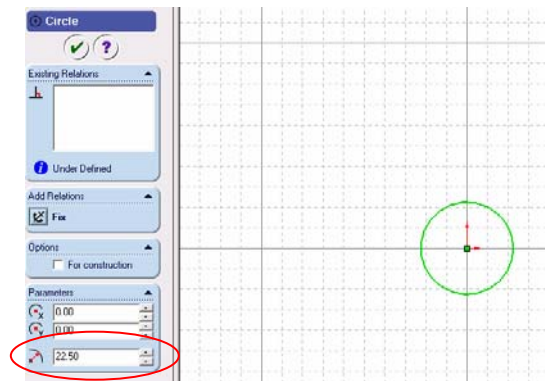 Circle
?
Existing Relations
i Under Defined
Add Relations
Fix
Options
For construction
Parameters
x 0.00
y 0.00
22.50